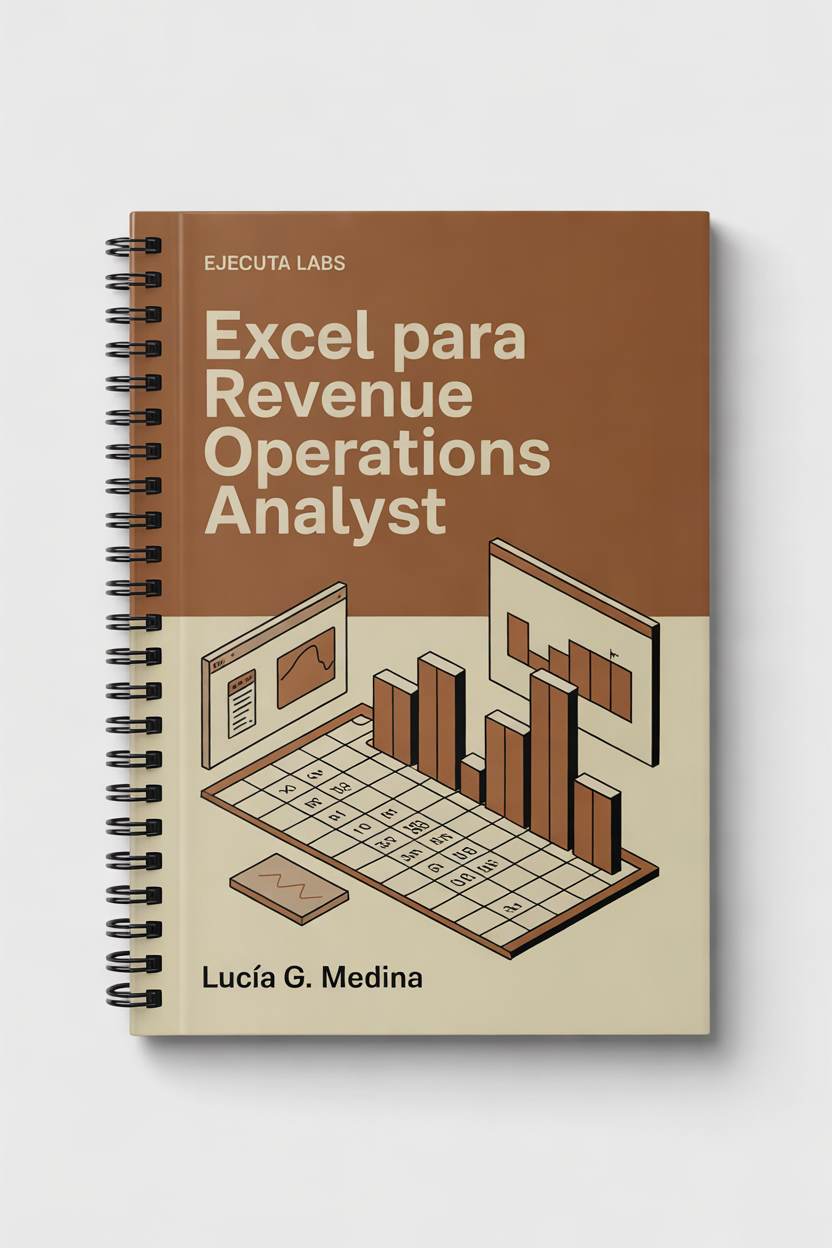 EJECUTA LABS
Excel para
Revenue
Operations
Analyst
Lucía G. Medina